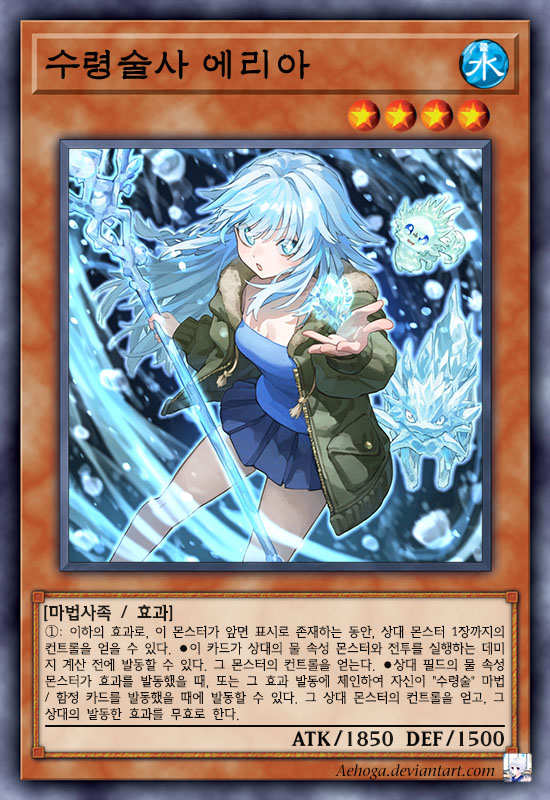 수령술사 에리아
水
[마법사족 / 효과]
①: 이하의 효과로, 이 몬스터가 앞면 표시로 존재하는 동안, 상대 몬스터 1장까지의
컨트롤을 얻을 수 있다. ●이 카드가 상대의 물 속성 몬스터와 전투를 실행하는 데미
지 계산 전에 발동할 수 있다. 그 몬스터의 컨트롤을 얻는다. ●상대 필드의 물 속성
몬스터가 효과를 발동했을 때, 또는 그 효과 발동에 체인하여 자신이 "수령술" 마법
/ 함정 카드를 발동했을 때에 발동할 수 있다. 그 상대 몬스터의 컨트롤을 얻고, 그
상대의 발동한 효과를 무효로 한다.
ATK/1850 DEF/1500
Aehoga.deviantart.com